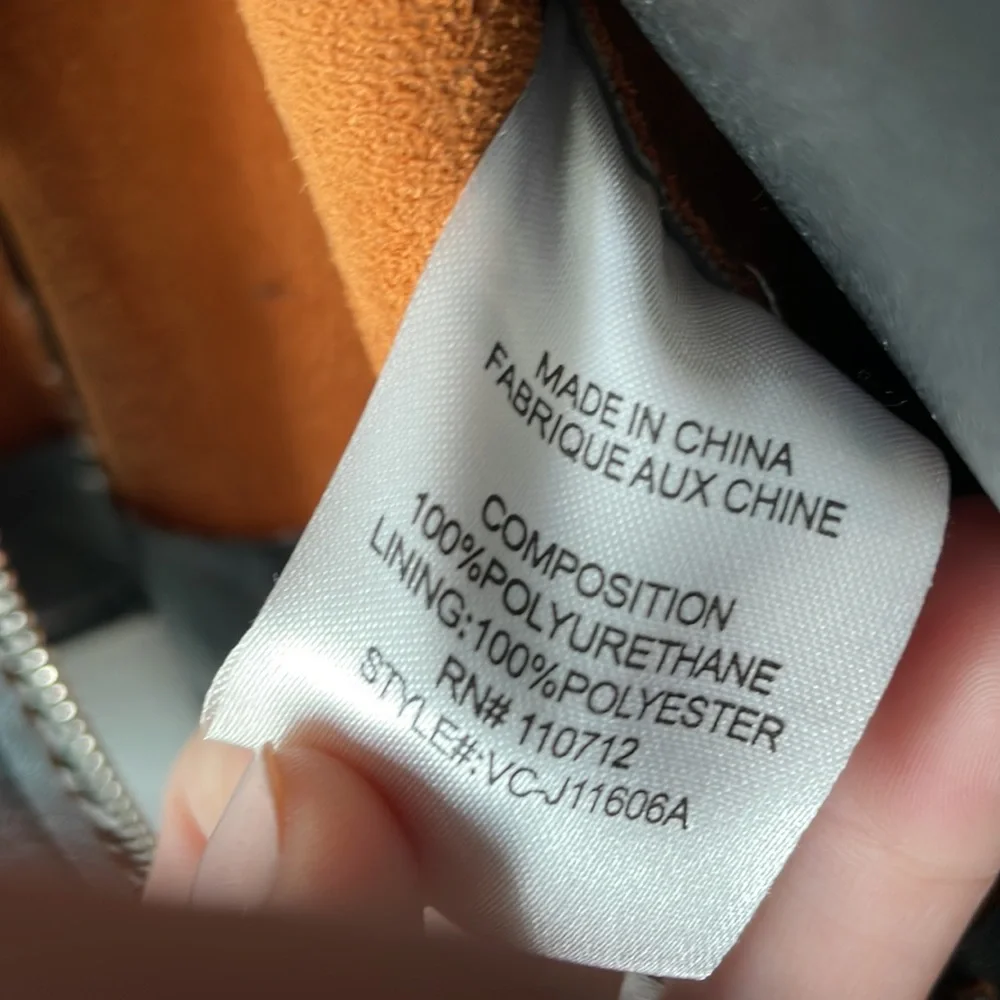 MADE IN CHINA
FABRIQUE AUX CHINE
COMPOSITION
100%POLYURETHANE
LINING:100%POLYESTER
RN# 110712
STYLE#:VC-J11606A